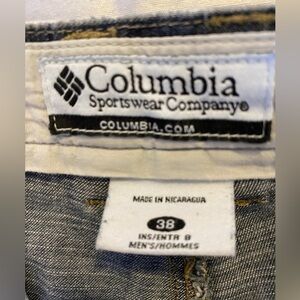 Columbia
Sportswear Company®
COLUMBIA.COM
MADE IN NICARAGUA
38
INS/ENTR 8
MEN'S/HOMMES